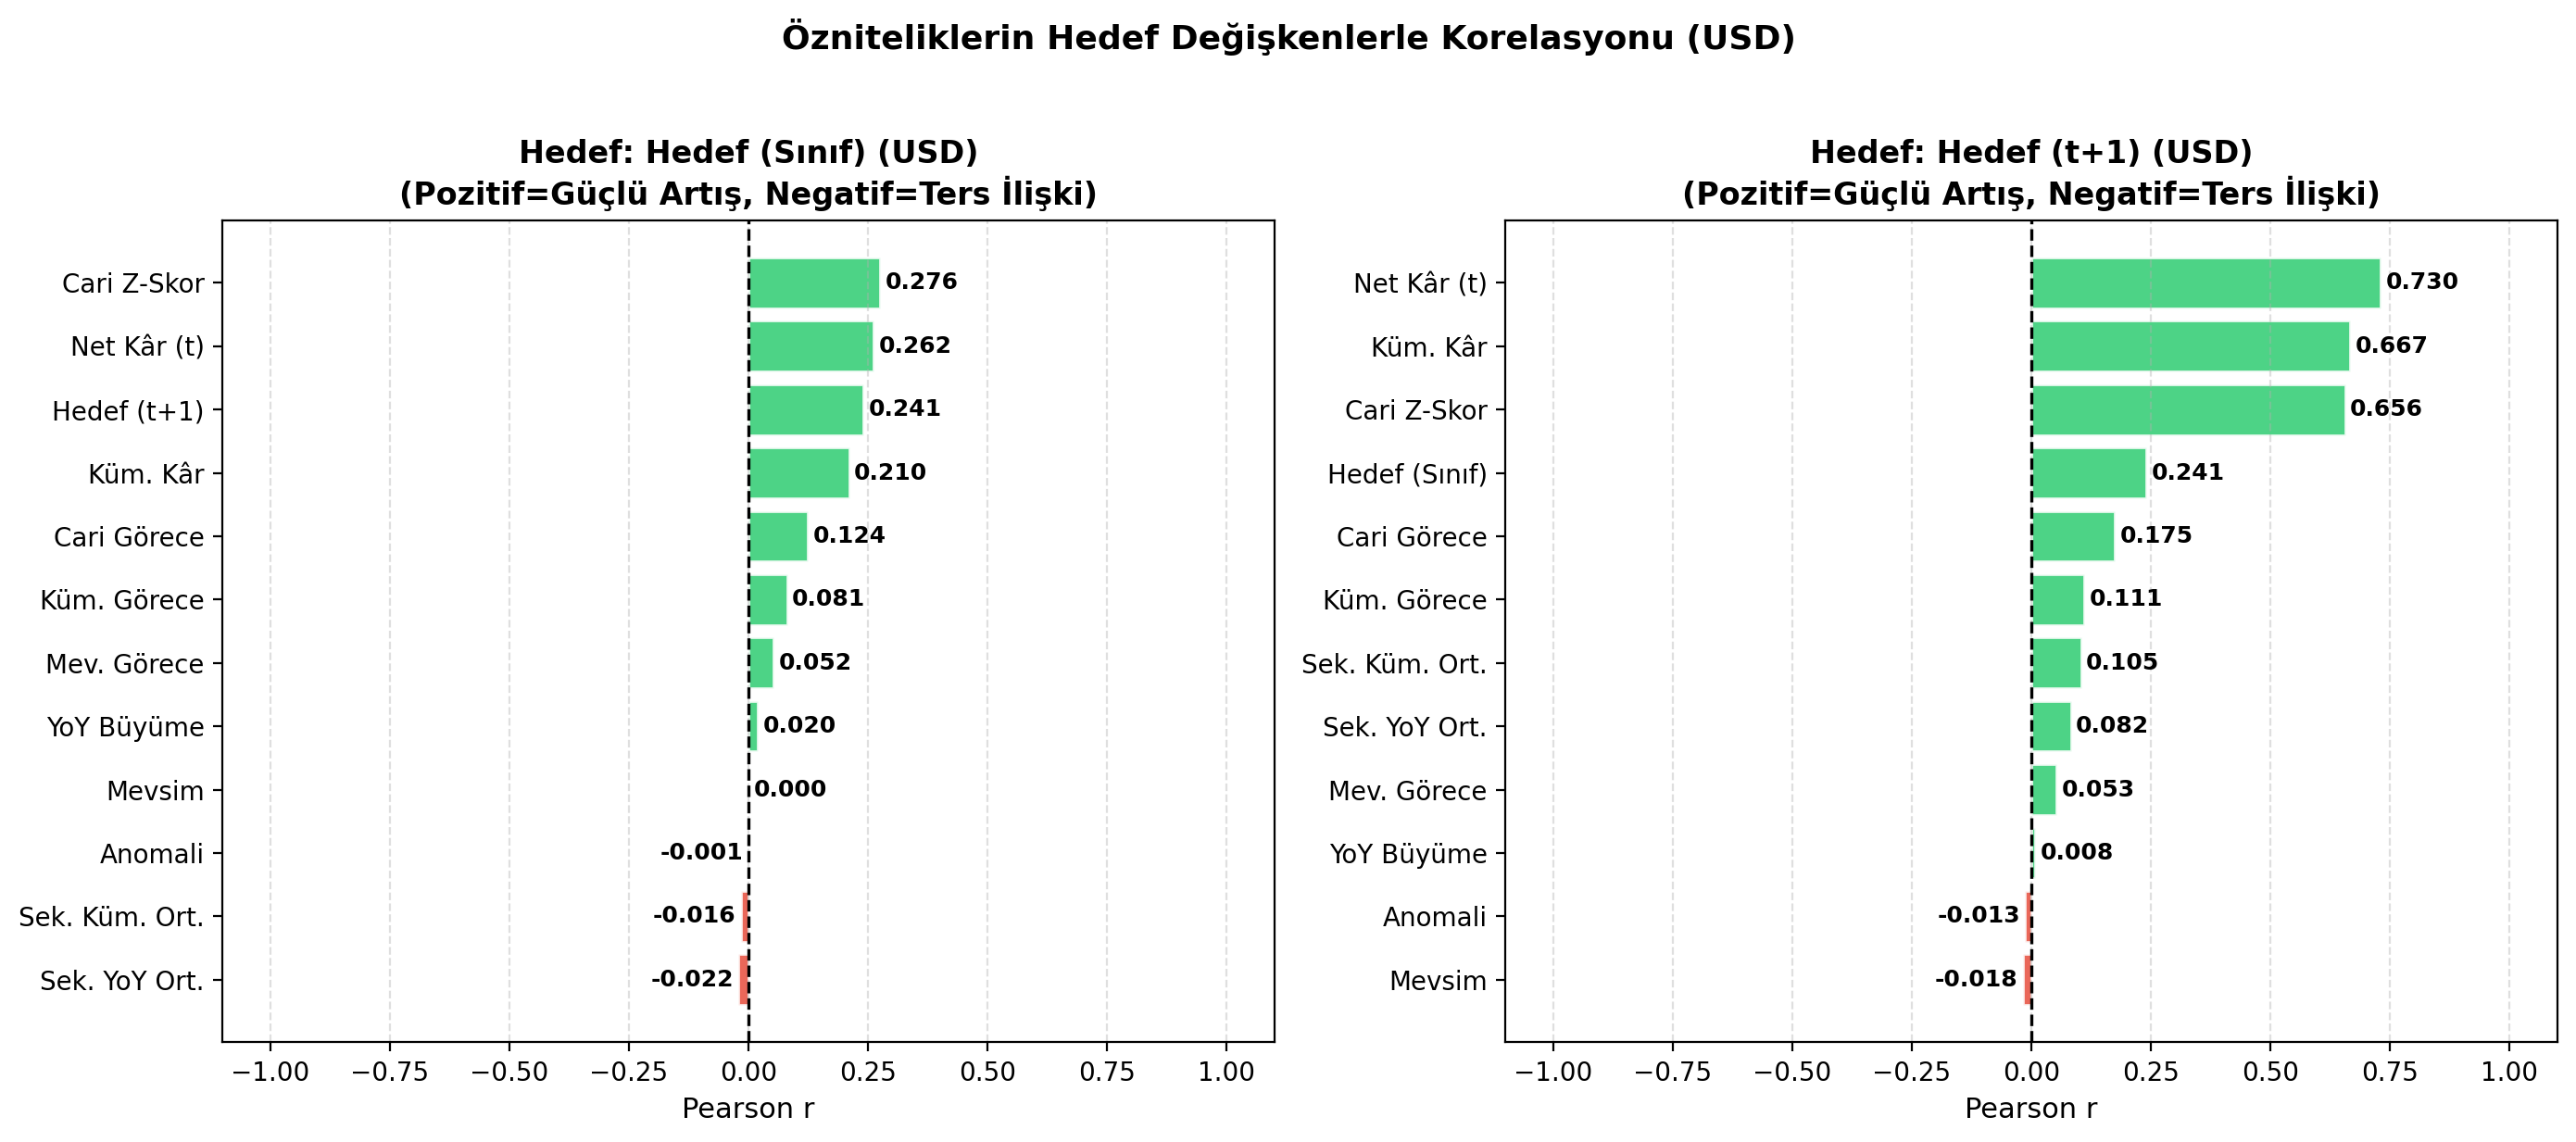 Özniteliklerin Hedef Değişkenlerle Korelasyonu (USD)
Hedef: Hedef (Sınıf) (USD)
(Pozitif=Güçlü Artış, Negatif=Ters İlişki)
Cari Z-Skor 0.276
Net Kâr (t) 0.262
Hedef (t+1) 0.241
Küm. Kâr 0.210
Cari Görece 0.124
Küm. Görece 0.081
Mev. Görece 0.052
YoY Büyüme 0.020
Mevsim 0.000
Anomali -0.001
Sek. Küm. Ort. -0.016
Sek. YoY Ort. -0.022
−1.00 −0.75 −0.50 −0.25 0.00 0.25 0.50 0.75 1.00
Pearson r
Hedef: Hedef (t+1) (USD)
(Pozitif=Güçlü Artış, Negatif=Ters İlişki)
Net Kâr (t) 0.730
Küm. Kâr 0.667
Cari Z-Skor 0.656
Hedef (Sınıf) 0.241
Cari Görece 0.175
Küm. Görece 0.111
Sek. Küm. Ort. 0.105
Sek. YoY Ort. 0.082
Mev. Görece 0.053
YoY Büyüme 0.008
Anomali -0.013
Mevsim -0.018
−1.00 −0.75 −0.50 −0.25 0.00 0.25 0.50 0.75 1.00
Pearson r